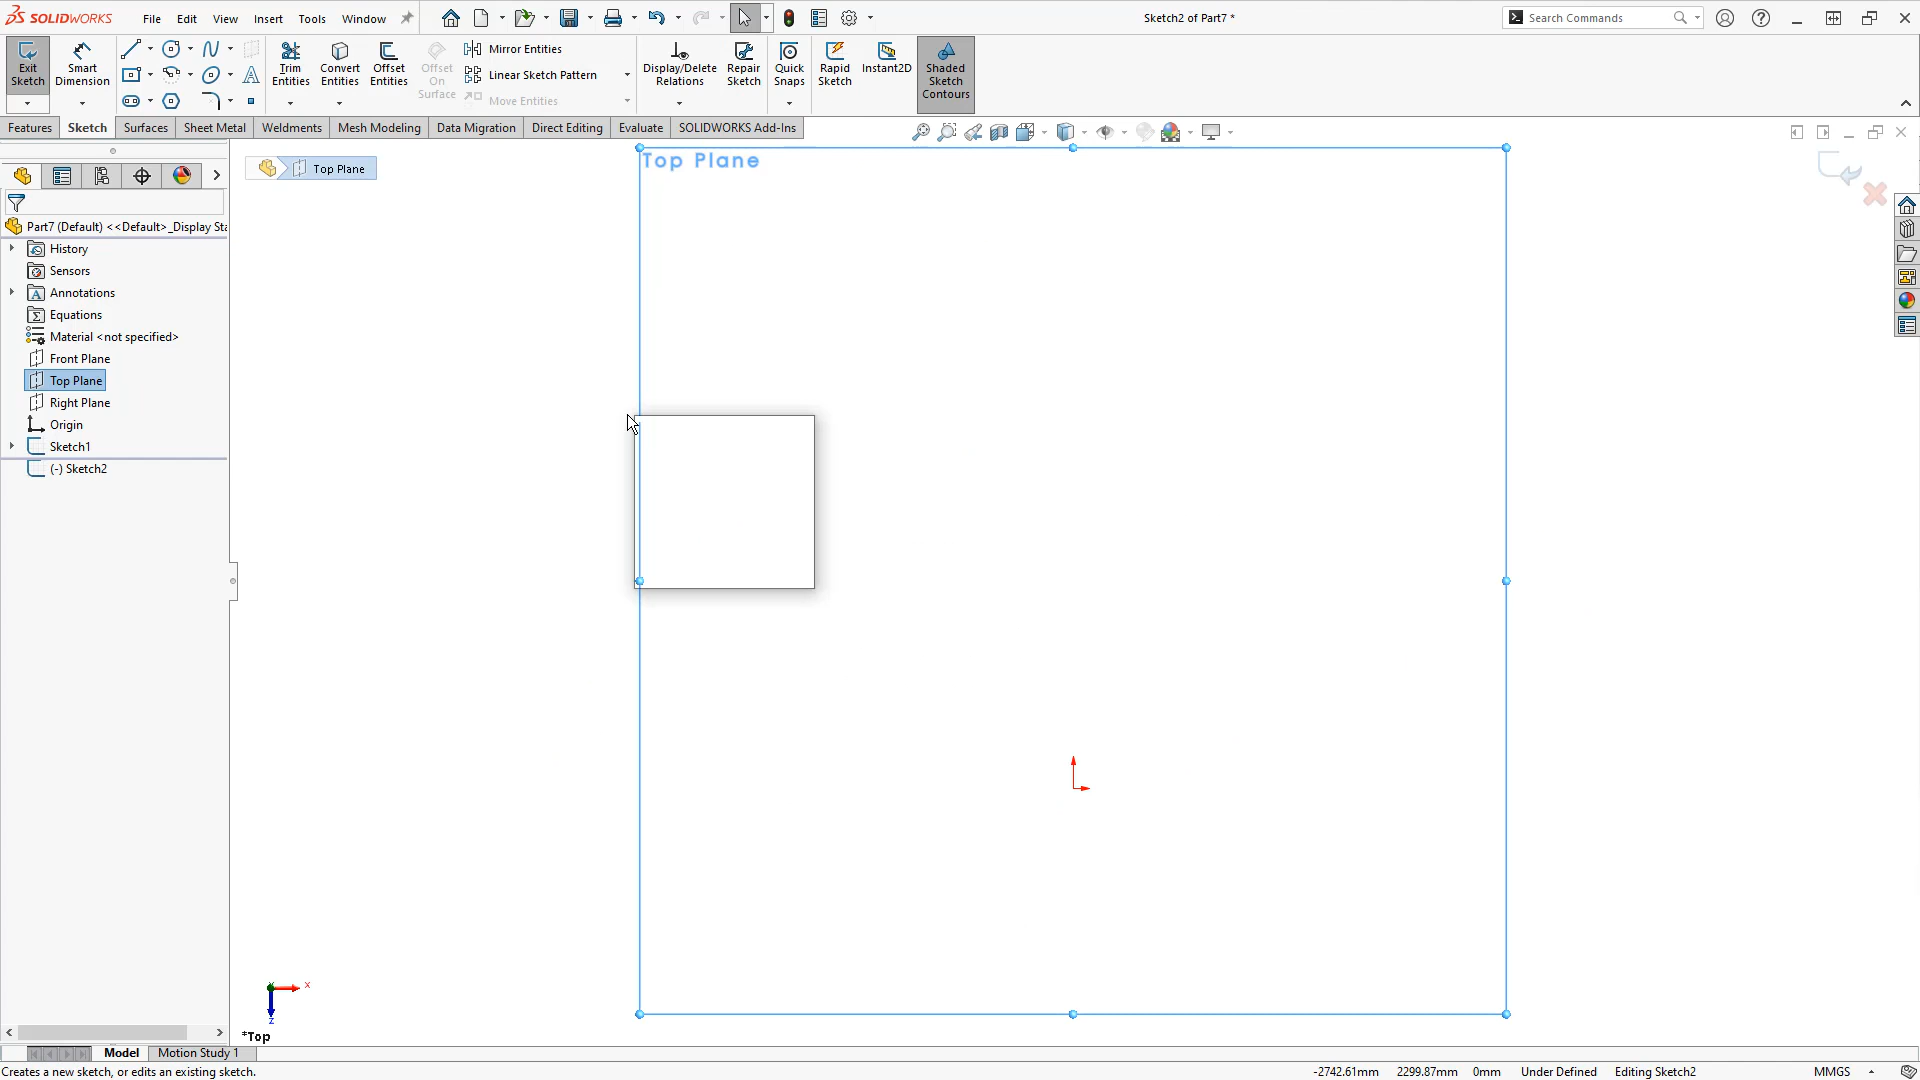 SOLIDWORKS File Edit View Insert Tools Window Sketch2 of Part7 * Search Commands
Exit Sketch
Smart Dimension
Trim Entities
Convert Entities
Offset Entities
Offset On Surface
Mirror Entities
Linear Sketch Pattern
Move Entities
Display/Delete Relations
Repair Sketch
Quick Snaps
Rapid Sketch
Instant2D
Shaded Sketch Contours
Features Sketch Surfaces Sheet Metal Weldments Mesh Modeling Data Migration Direct Editing Evaluate SOLIDWORKS Add-Ins
Top Plane
Top Plane
Part7 (Default) <<Default>_Display Sta
History
Sensors
Annotations
Equations
Material <not specified>
Front Plane
Top Plane
Right Plane
Origin
Sketch1
(-) Sketch2
x
z
*Top
Model Motion Study 1
Creates a new sketch, or edits an existing sketch. -2742.61mm 2299.87mm 0mm Under Defined Editing Sketch2 MMGS